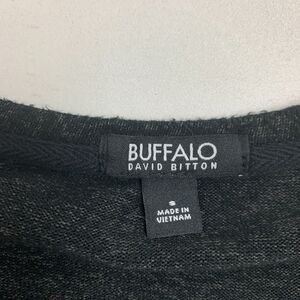 BUFFALO
DAVID BITTON
S
MADE IN
VIETNAM